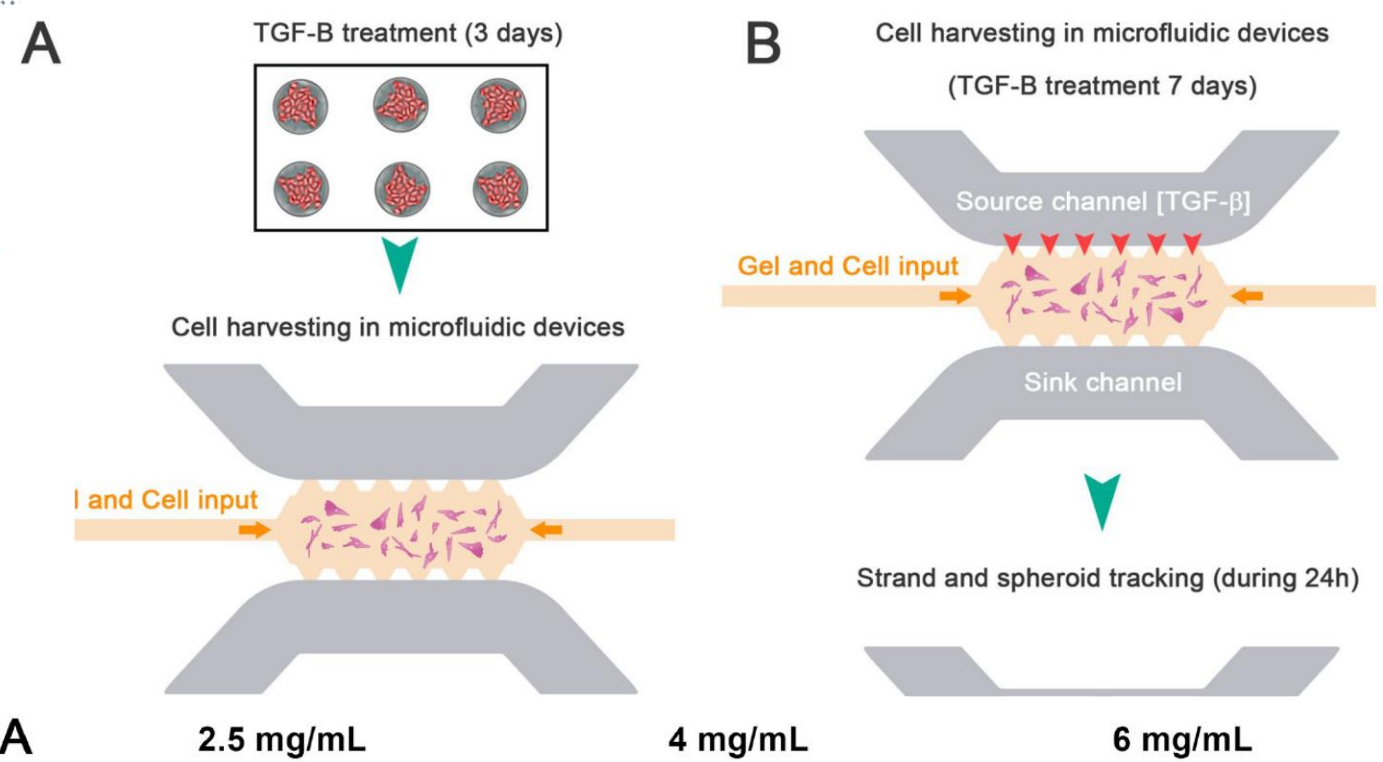 A
TGF-B treatment (3 days)
Cell harvesting in microfluidic devices
and Cell input
B
Cell harvesting in microfluidic devices
(TGF-B treatment 7 days)
Source channel [TGF-β]
Gel and Cell input
Sink channel
Strand and spheroid tracking (during 24h)
A
2.5 mg/mL
4 mg/mL
6 mg/mL